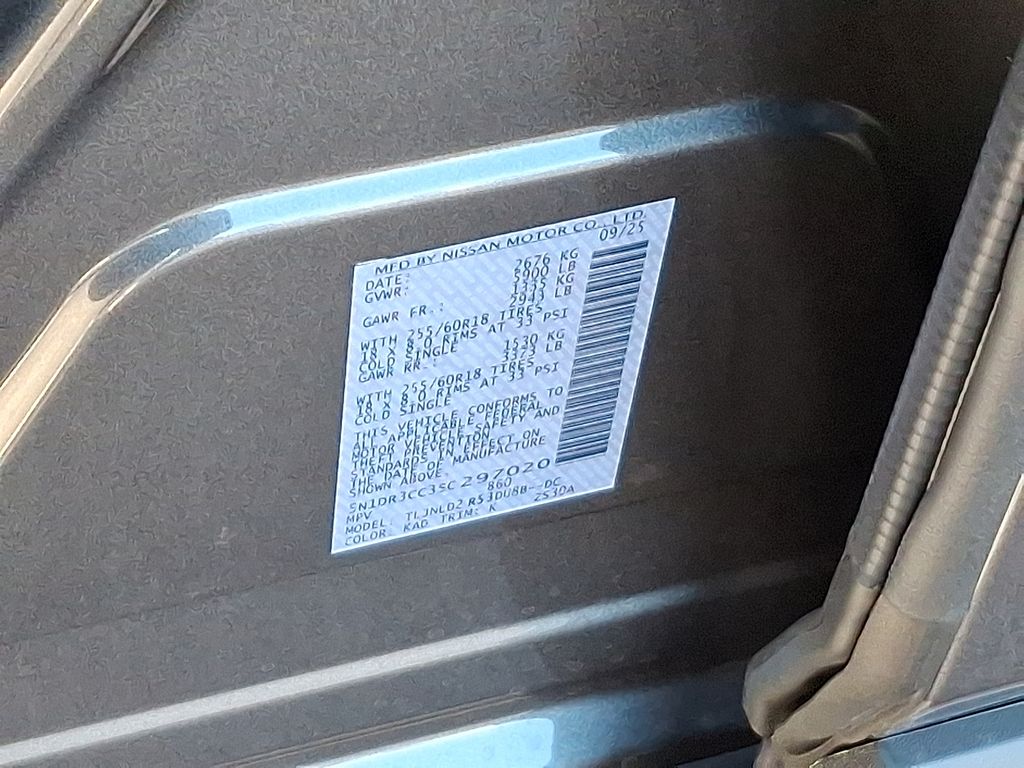 MFD BY NISSAN MOTOR CO., LTD.
DATE: 09/25
GVWR: 2676 KG
5900 LB
GAWR FR.: 1335 KG
2943 LB
WITH 255/60R18 TIRES
18 X 8.0 RIMS AT 33 PSI
COLD SINGLE
GAWR RR.: 1530 KG
3373 LB
WITH 255/60R18 TIRES
18 X 8.0 RIMS AT 33 PSI
COLD SINGLE
THIS VEHICLE CONFORMS TO
ALL APPLICABLE FEDERAL
MOTOR VEHICLE SAFETY AND
THEFT PREVENTION
STANDARDS IN EFFECT ON
THE DATE OF MANUFACTURE
SHOWN ABOVE.
5N1DR3CC3SC297020
MPV 860
MODEL: TLJNLD2 RS3DU8B--DC
COLOR: KAD TRIM: K ZS3DA